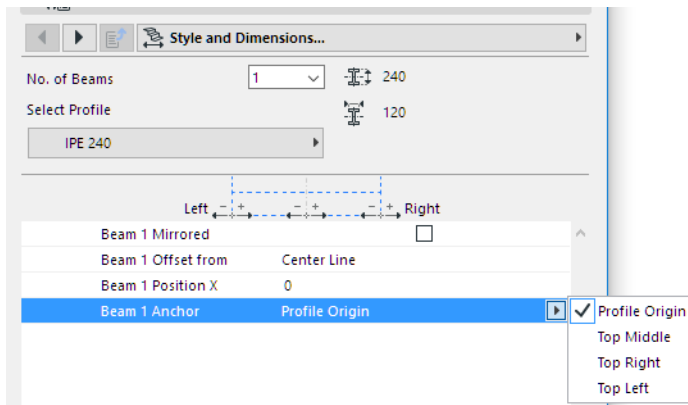 Style and Dimensions...
No. of Beams 1 240
Select Profile 120
IPE 240
Left - + - + - + Right
Beam 1 Mirrored
Beam 1 Offset from Center Line
Beam 1 Position X 0
Beam 1 Anchor Profile Origin
Profile Origin
Top Middle
Top Right
Top Left